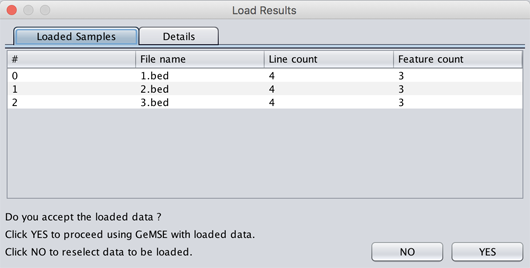 Load Results
Loaded Samples Details
# File name Line count Feature count
0 1.bed 4 3
1 2.bed 4 3
2 3.bed 4 3
Do you accept the loaded data ?
Click YES to proceed using GeMSE with loaded data.
Click NO to reselect data to be loaded.
NO YES